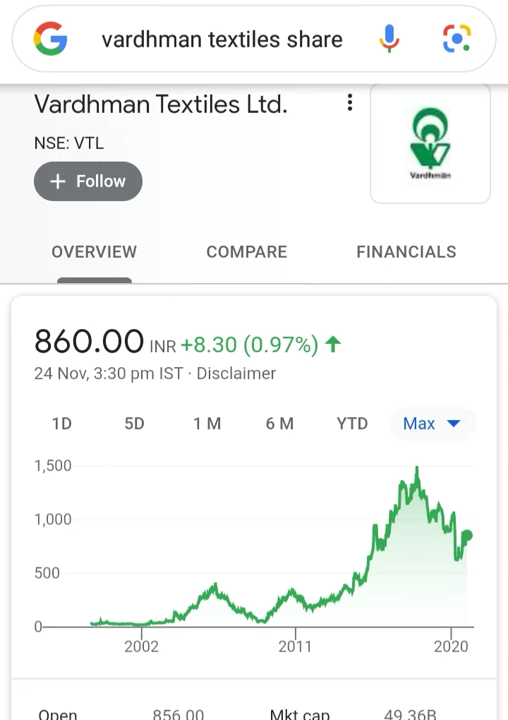 vardhman textiles share
Vardhman Textiles Ltd.
NSE: VTL
Vardhmān
+ Follow
OVERVIEW COMPARE FINANCIALS
860.00 INR +8.30 (0.97%)
24 Nov, 3:30 pm IST · Disclaimer
1D 5D 1 M 6 M YTD Max
1,500
1,000
500
0
2002 2011 2020
Open 856.00 Mkt cap 49.36B